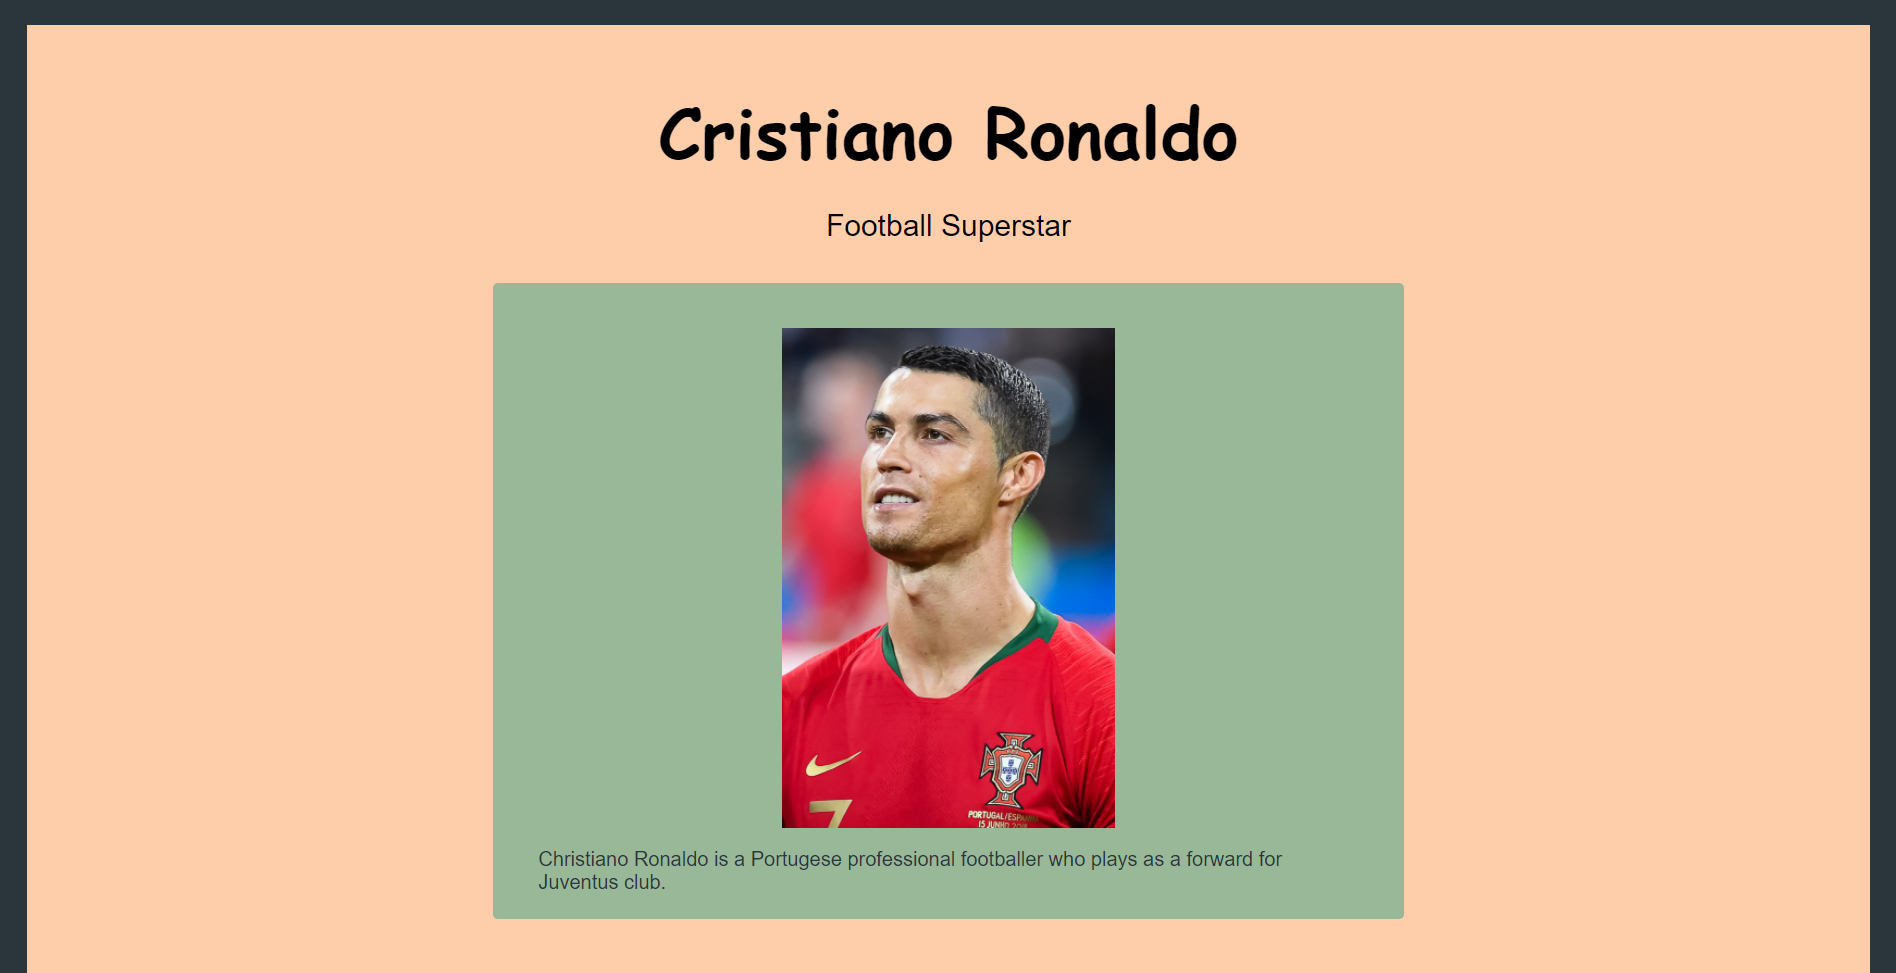 Cristiano Ronaldo
Football Superstar
7
PORTUGAL/ESPANHA
15 JUNHO 2018
Christiano Ronaldo is a Portugese professional footballer who plays as a forward for
Juventus club.